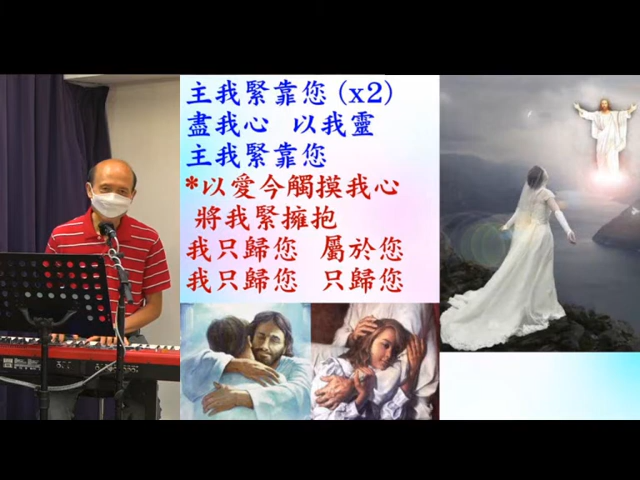 主我緊靠您 (x2)
盡我心 以我靈
主我緊靠您
*以愛今觸摸我心
將我緊擁抱
我只歸您 屬於您
我只歸您 只歸您